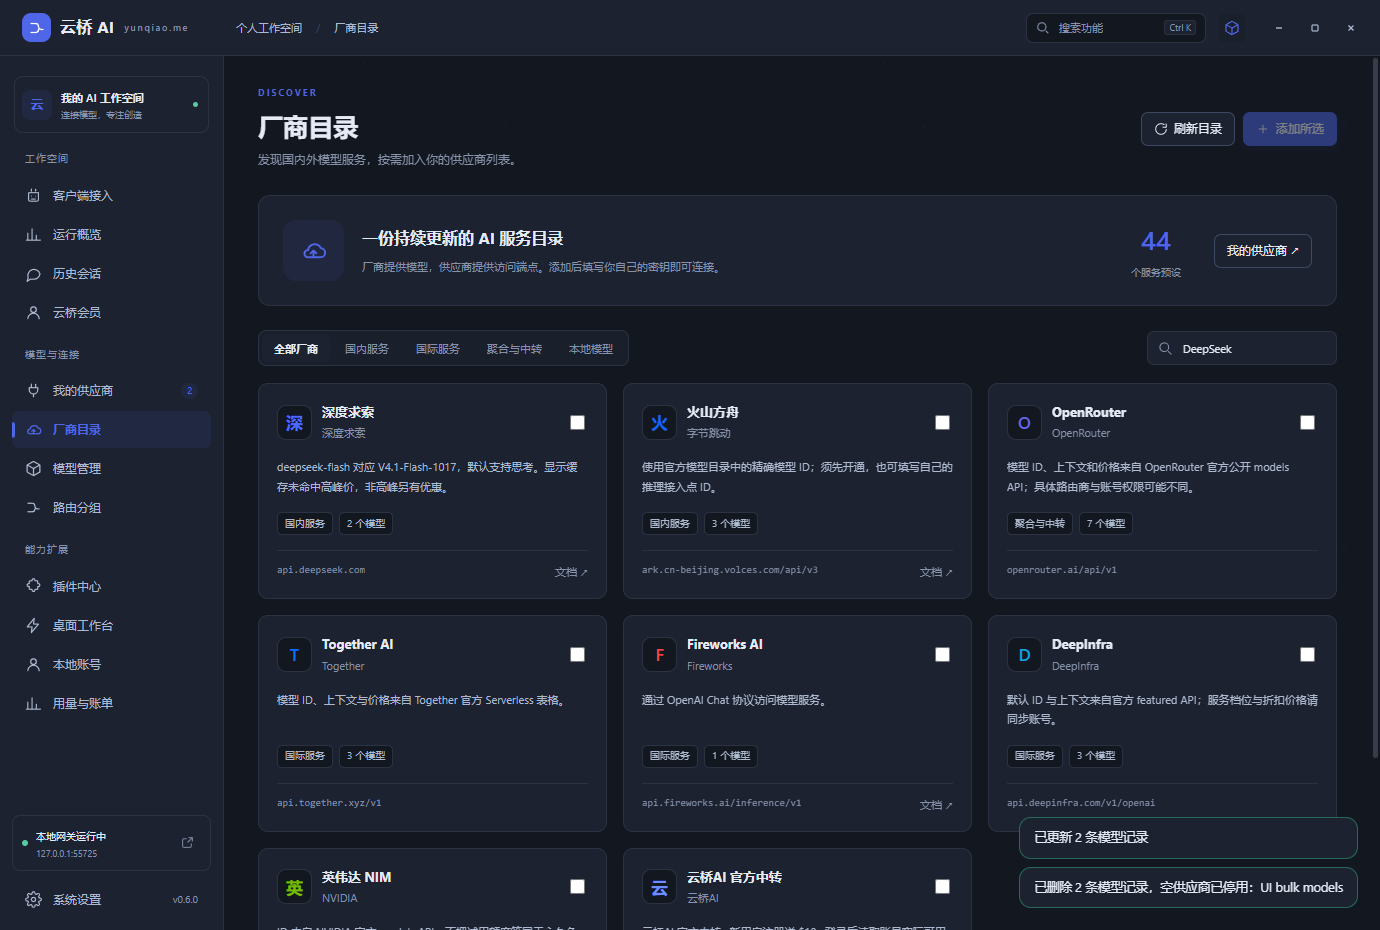 云桥 AI yunqiao.me
个人工作空间 / 厂商目录
搜索功能 Ctrl K
云 我的 AI 工作空间
连接模型，专注创造
工作空间
客户端接入
运行概览
历史会话
云桥会员
模型与连接
我的供应商 2
厂商目录
模型管理
路由分组
能力扩展
插件中心
桌面工作台
本地账号
用量与账单
本地网关运行中
127.0.0.1:55725
系统设置 v0.6.0
DISCOVER
厂商目录
发现国内外模型服务，按需加入你的供应商列表。
刷新目录
+ 添加所选
一份持续更新的 AI 服务目录
厂商提供模型，供应商提供访问端点。添加后填写你自己的密钥即可连接。
44
个服务预设
我的供应商 ↗
全部厂商 国内服务 国际服务 聚合与中转 本地模型
DeepSeek
深 深度求索
深度求索
deepseek-flash 对应 V4.1-Flash-1017，默认支持思考。显示缓
存未命中高峰价，非高峰另有优惠。
国内服务 2 个模型
api.deepseek.com 文档 ↗
火 火山方舟
字节跳动
使用官方模型目录中的精确模型 ID；须先开通，也可填写自己的
推理接入点 ID。
国内服务 3 个模型
ark.cn-beijing.volces.com/api/v3 文档 ↗
O OpenRouter
OpenRouter
模型 ID、上下文和价格来自 OpenRouter 官方公开 models
API；具体路由商与账号权限可能不同。
聚合与中转 7 个模型
openrouter.ai/api/v1
T Together AI
Together
模型 ID、上下文与价格来自 Together 官方 Serverless 表格。
国际服务 3 个模型
api.together.xyz/v1
F Fireworks AI
Fireworks
通过 OpenAI Chat 协议访问模型服务。
国际服务 1 个模型
api.fireworks.ai/inference/v1 文档 ↗
D DeepInfra
DeepInfra
默认 ID 与上下文来自官方 featured API；服务档位与折扣价格请
同步账号。
国际服务 3 个模型
api.deepinfra.com/v1/openai
英 英伟达 NIM
NVIDIA
云 云桥AI 官方中转
云桥AI
已更新 2 条模型记录
已删除 2 条模型记录，空供应商已停用：UI bulk models